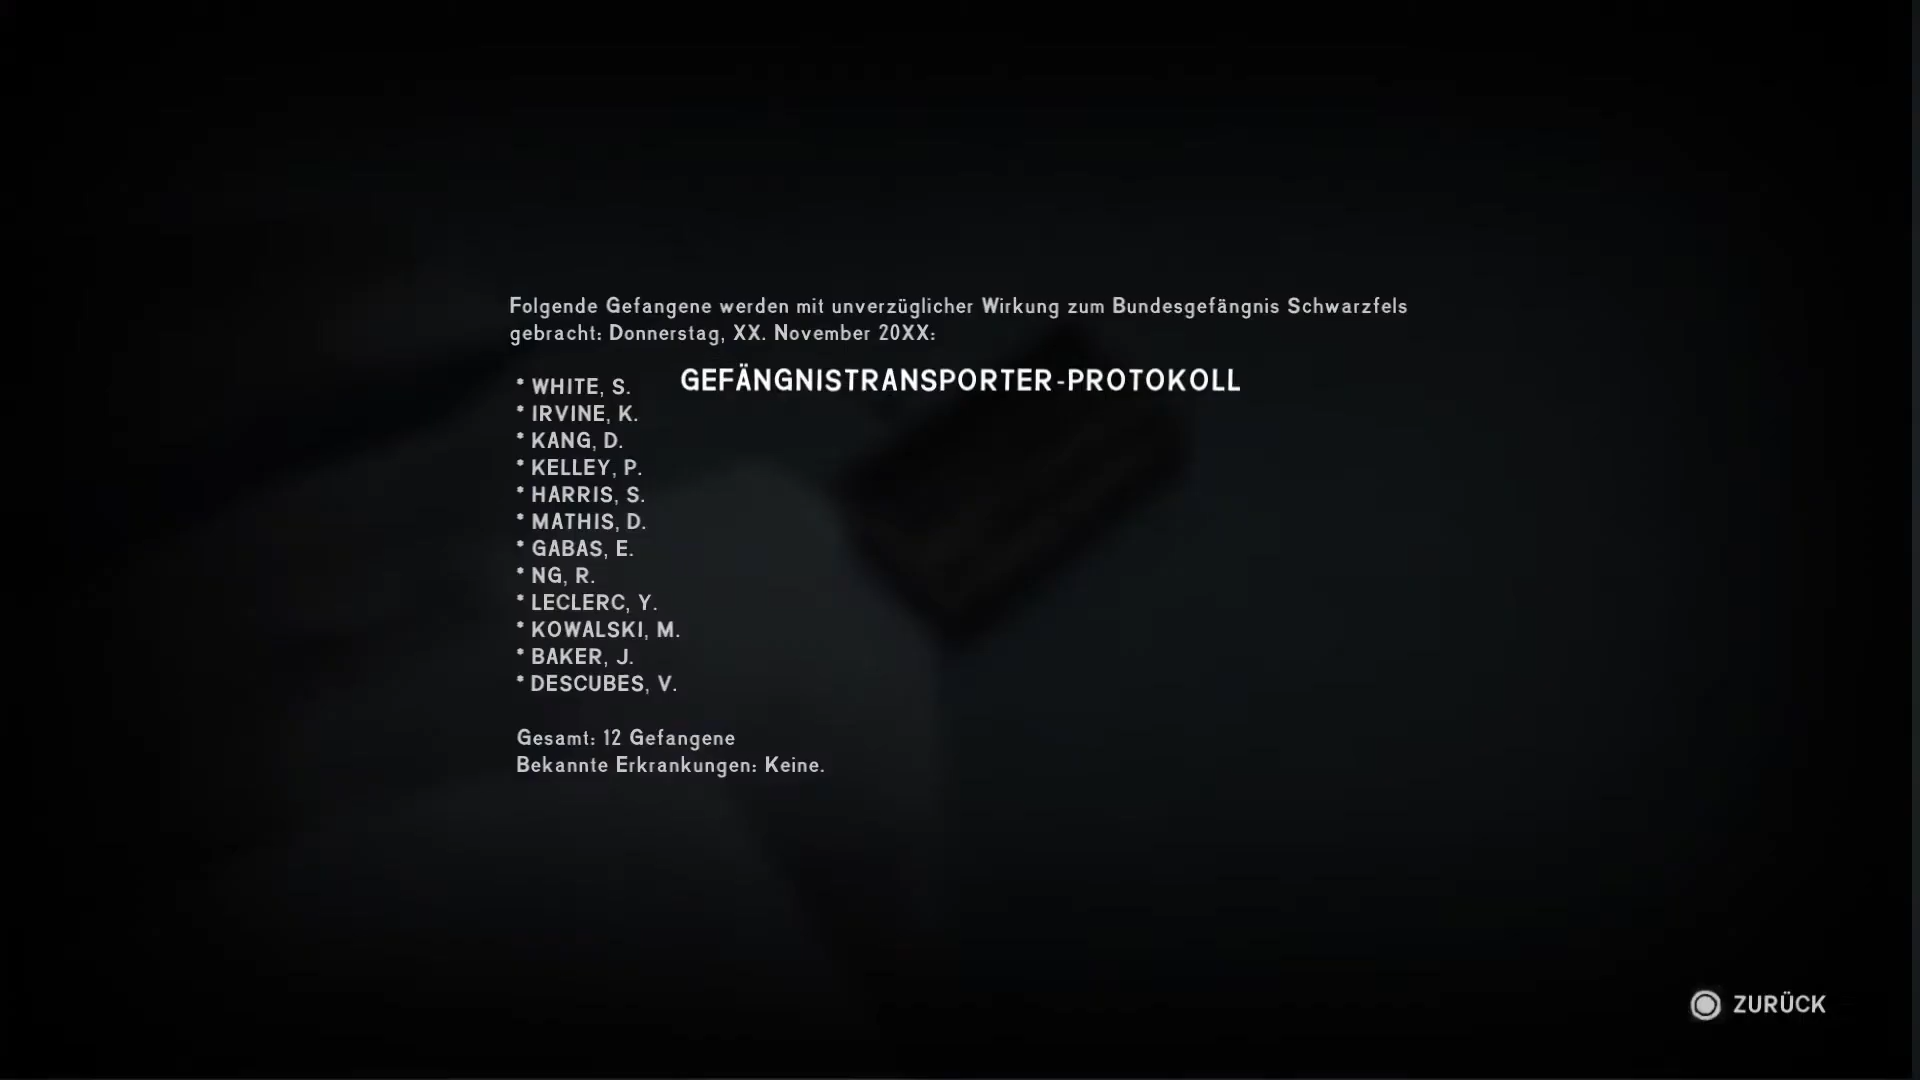 Folgende Gefangene werden mit unverzüglicher Wirkung zum Bundesgefängnis Schwarzfels
gebracht: Donnerstag, XX. November 20XX:
GEFÄNGNISTRANSPORTER-PROTOKOLL
* WHITE, S.
* IRVINE, K.
* KANG, D.
* KELLEY, P.
* HARRIS, S.
* MATHIS, D.
* GABAS, E.
* NG, R.
* LECLERC, Y.
* KOWALSKI, M.
* BAKER, J.
* DESCUBES, V.
Gesamt: 12 Gefangene
Bekannte Erkrankungen: Keine.
ZURÜCK